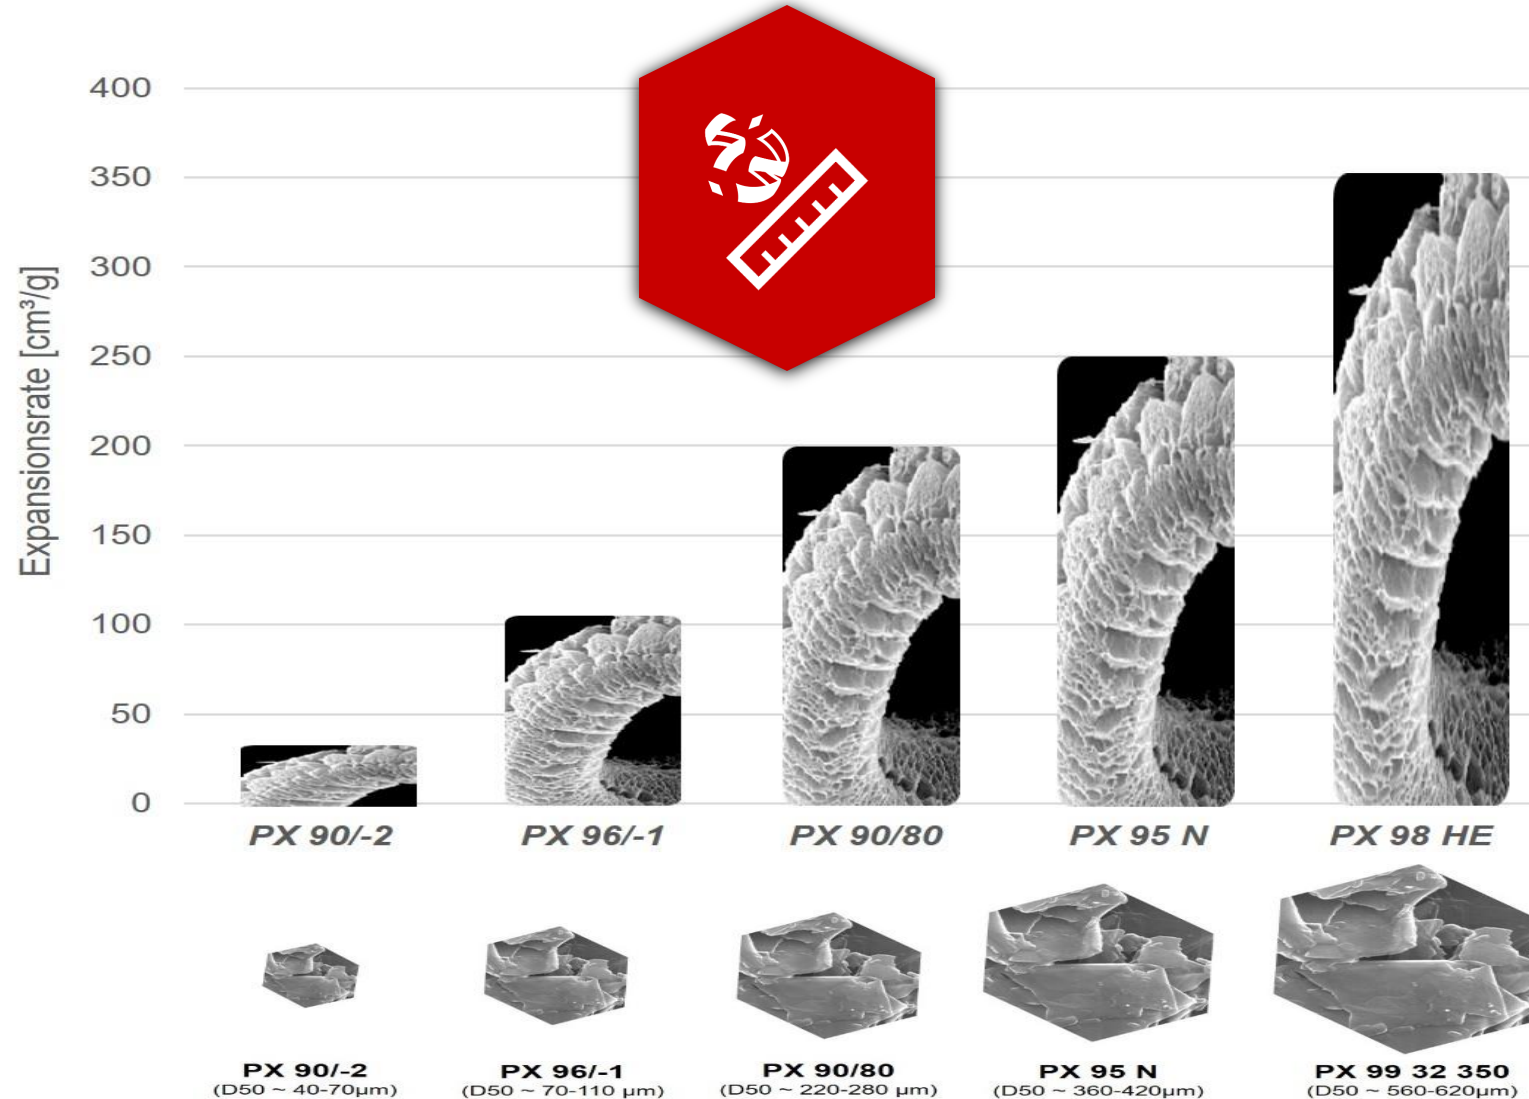 400
350
300
250
200
150
100
50
0
Expansionsrate [cm³/g]
PX 90/-2
PX 96/-1
PX 90/80
PX 95 N
PX 98 HE
PX 90/-2
(D50 ~ 40-70µm)
PX 96/-1
(D50 ~ 70-110 µm)
PX 90/80
(D50 ~ 220-280 µm)
PX 95 N
(D50 ~ 360-420µm)
PX 99 32 350
(D50 ~ 560-620µm)